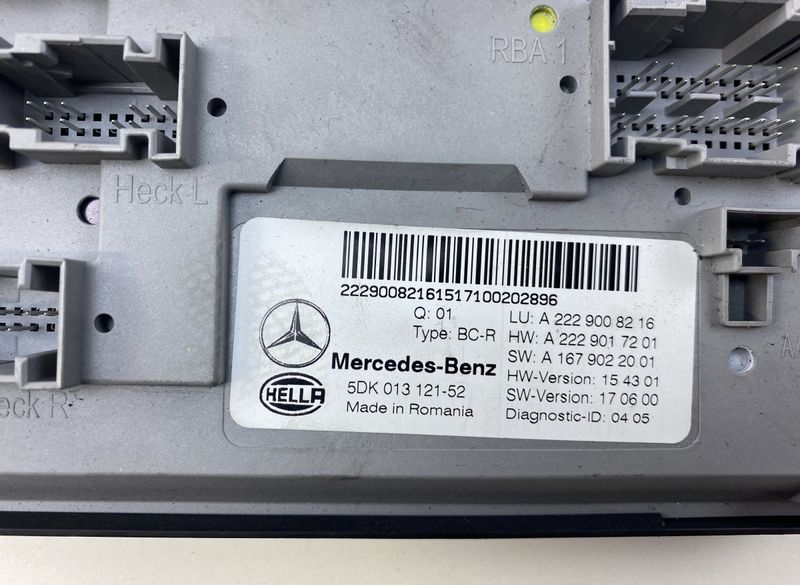 RBA 1
Heck L
22290082161517100202896
Q: 01
Type: BC-R
Mercedes-Benz
HELLA
5DK 013 121-52
Made in Romania
LU: A 222 900 82 16
HW: A 222 901 72 01
SW: A 167 902 20 01
HW-Version: 15 43 01
SW-Version: 17 06 00
Diagnostic-ID: 04 05
eck R